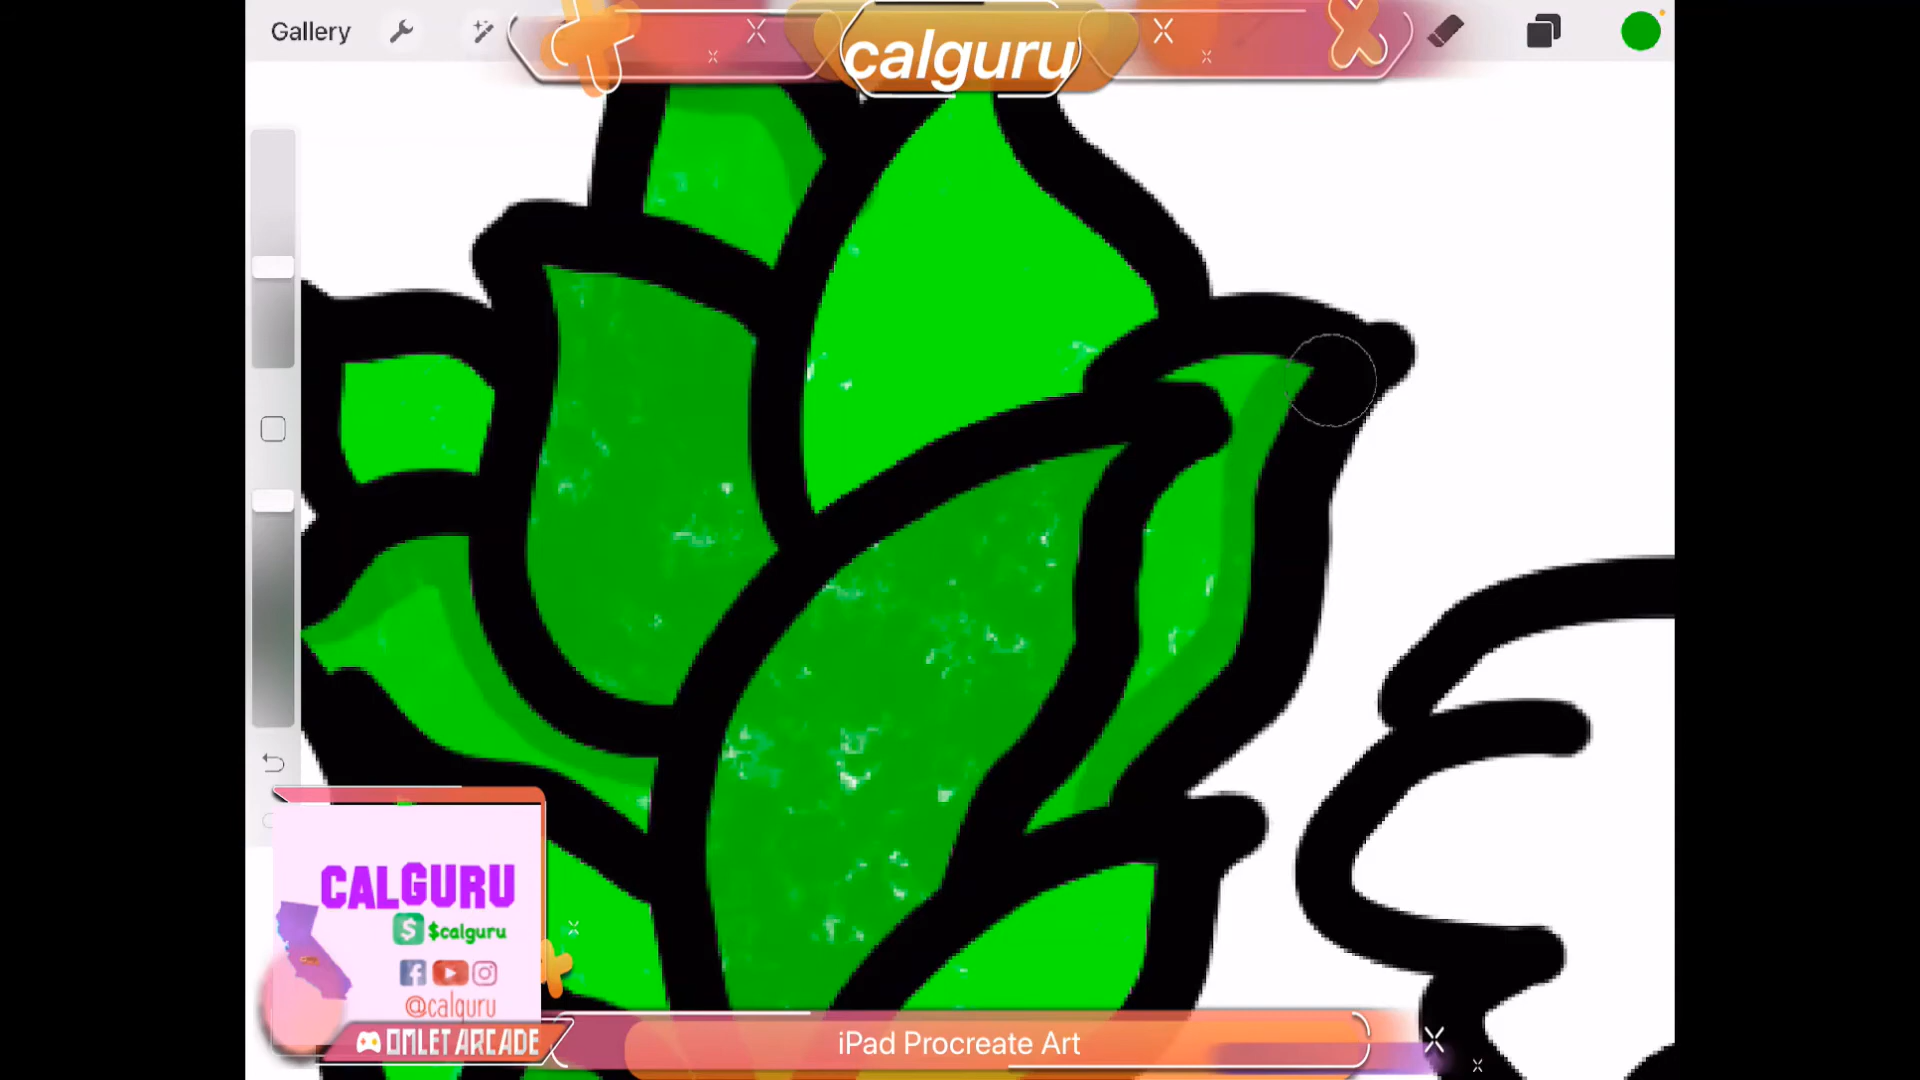 Gallery
calguru
CALGURU
$ $calguru
@calguru
OMLET ARCADE
iPad Procreate Art